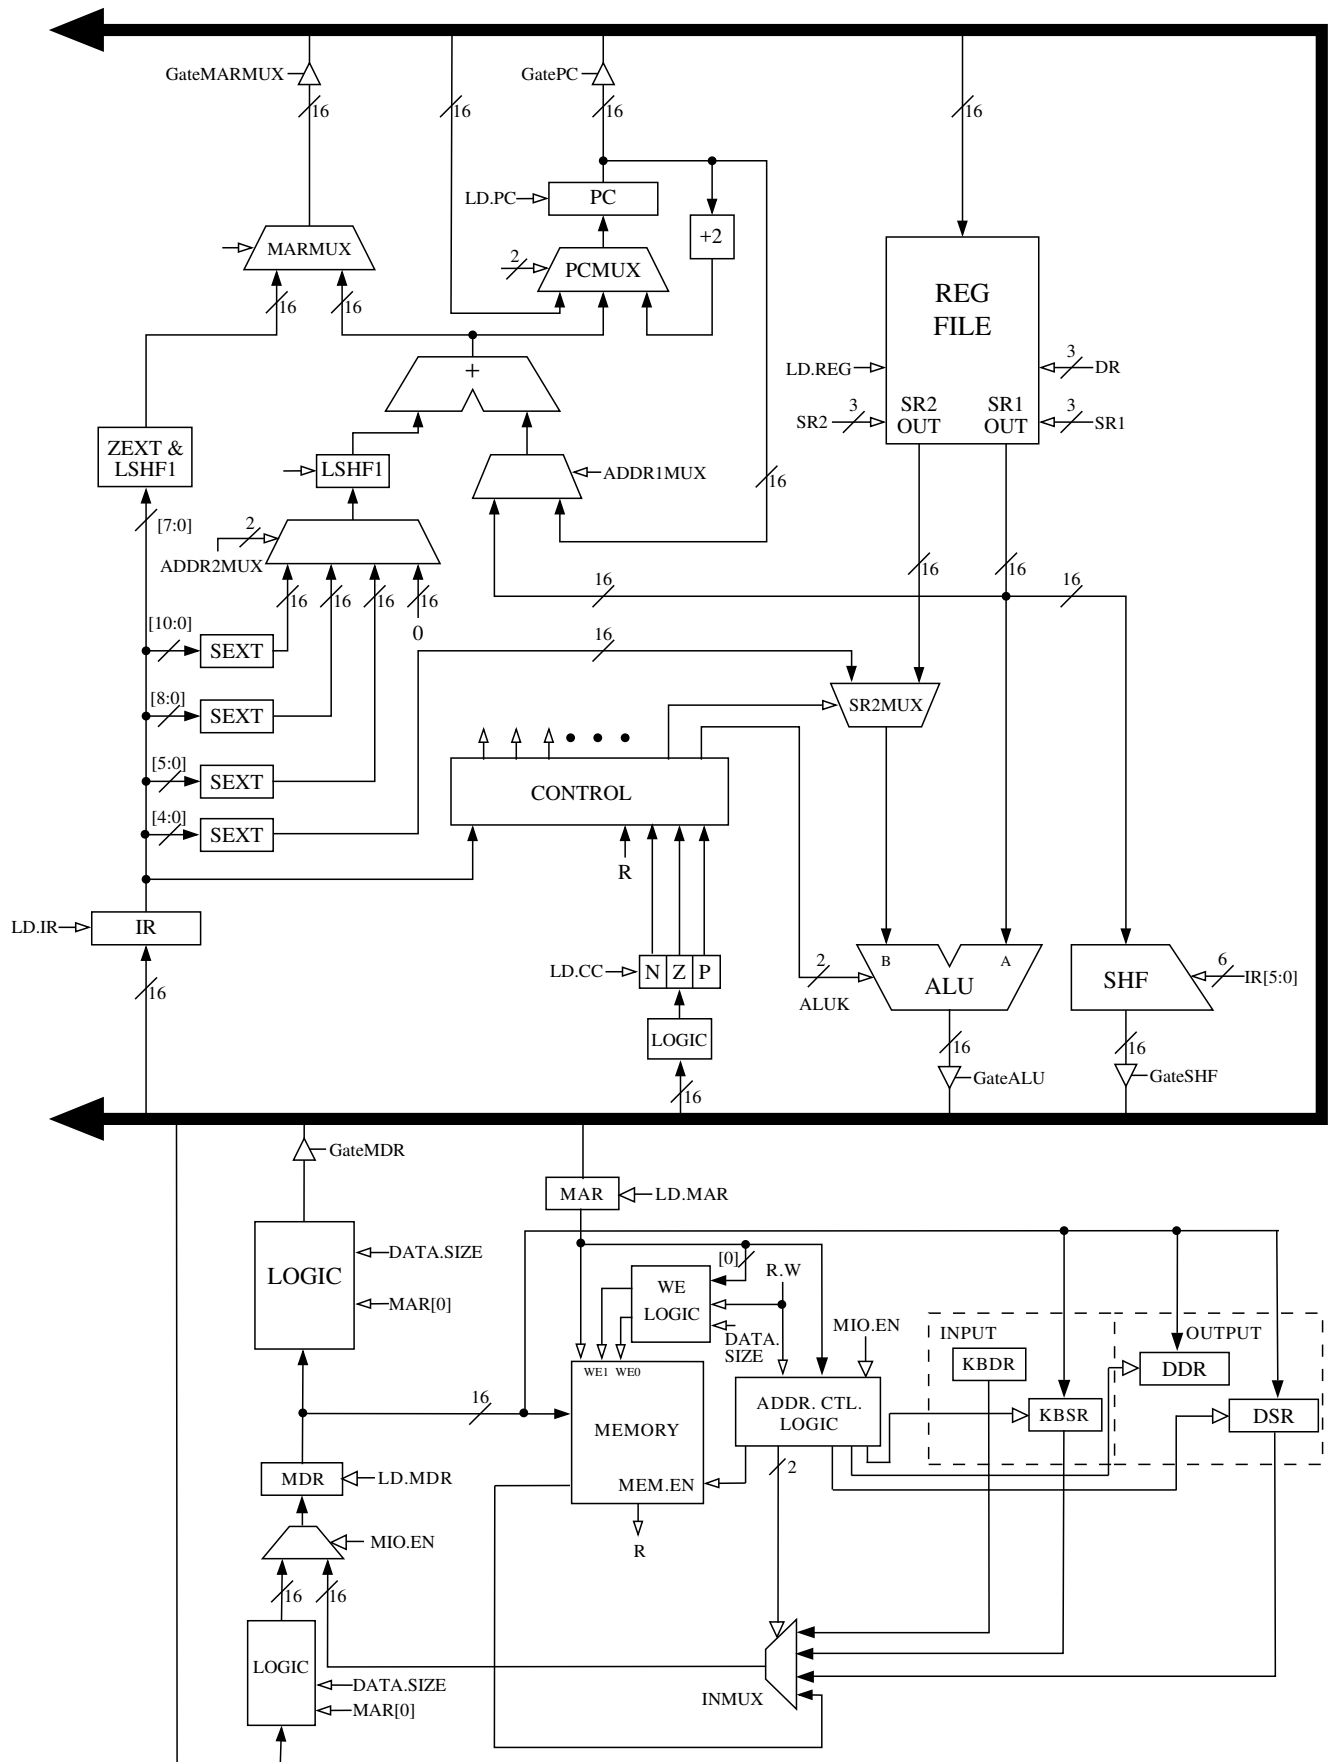 GateMARMUX
GatePC
16
16
16
16
LD.PC
PC
+2
MARMUX
2
PCMUX
16
16
REG
FILE
+
LD.REG
3
DR
SR2
3
SR2
OUT
SR1
OUT
3
SR1
ZEXT &
LSHF1
LSHF1
ADDR1MUX
16
[7:0]
2
ADDR2MUX
16
16
16
16
0
16
16
16
16
[10:0]
SEXT
16
[8:0]
SEXT
SR2MUX
[5:0]
SEXT
CONTROL
[4:0]
SEXT
R
LD.IR
IR
16
LD.CC
N
Z
P
2
ALUK
B
A
ALU
SHF
6
IR[5:0]
LOGIC
16
16
16
GateALU
GateSHF
GateMDR
MAR
LD.MAR
LOGIC
DATA.SIZE
MAR[0]
[0]
WE
LOGIC
R.W
DATA.
SIZE
MIO.EN
INPUT
KBDR
OUTPUT
DDR
WE1
WE0
16
MEMORY
ADDR. CTL.
LOGIC
KBSR
DSR
MDR
LD.MDR
MEM.EN
2
MIO.EN
R
16
16
LOGIC
DATA.SIZE
MAR[0]
INMUX